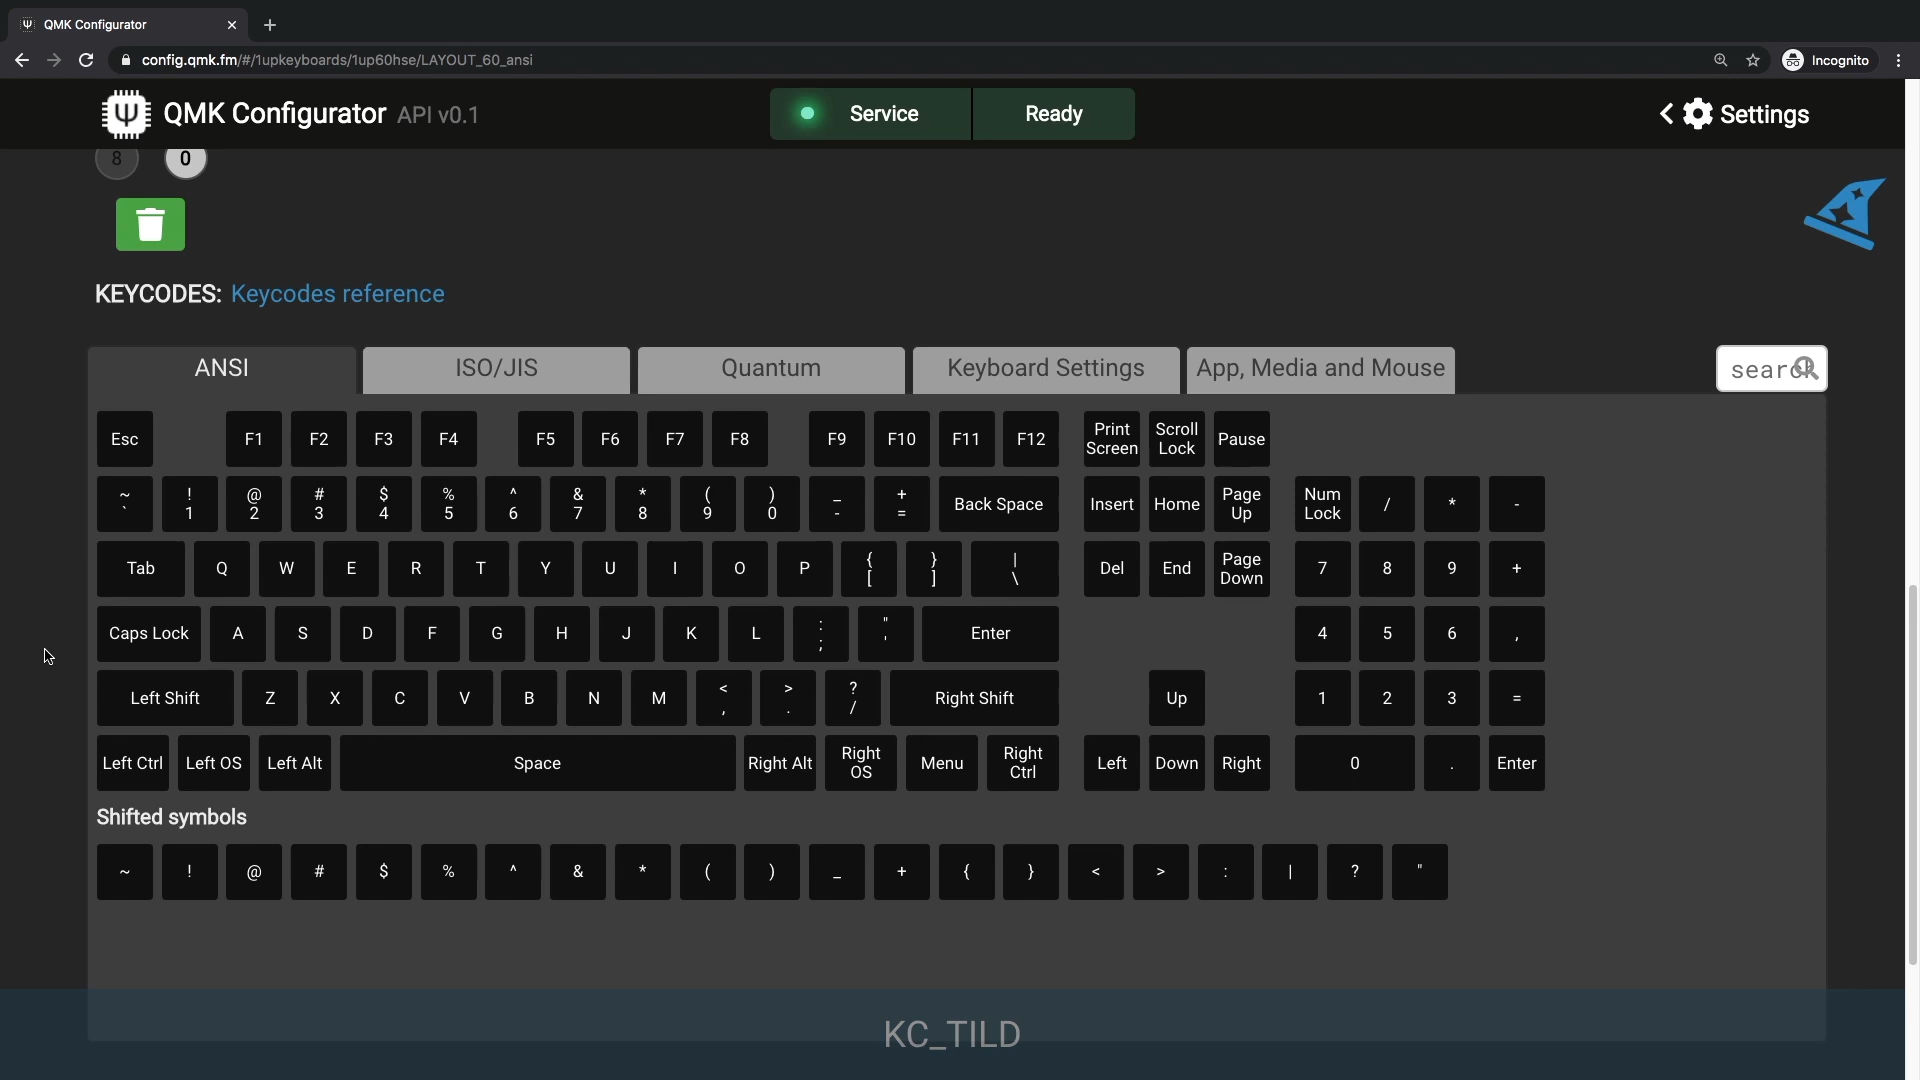 QMK Configurator
config.qmk.fm/#/1upkeyboards/1up60hse/LAYOUT_60_ansi
Incognito
QMK Configurator API v0.1
Service
Ready
Settings
8 0
KEYCODES: Keycodes reference
ANSI
ISO/JIS
Quantum
Keyboard Settings
App, Media and Mouse
search
Esc F1 F2 F3 F4 F5 F6 F7 F8 F9 F10 F11 F12 Print Screen Scroll Lock Pause
~ ` ! 1 @ 2 # 3 $ 4 % 5 ^ 6 & 7 * 8 ( 9 ) 0 _ - + = Back Space Insert Home Page Up Num Lock / * -
Tab Q W E R T Y U I O P { [ } ] | \ Del End Page Down 7 8 9 +
Caps Lock A S D F G H J K L : ; " ' Enter 4 5 6 ,
Left Shift Z X C V B N M < , > . ? / Right Shift Up 1 2 3 =
Left Ctrl Left OS Left Alt Space Right Alt Right OS Menu Right Ctrl Left Down Right 0 . Enter
Shifted symbols
~ ! @ # $ % ^ & * ( ) _ + { } < > : | ? "
KC_TILD